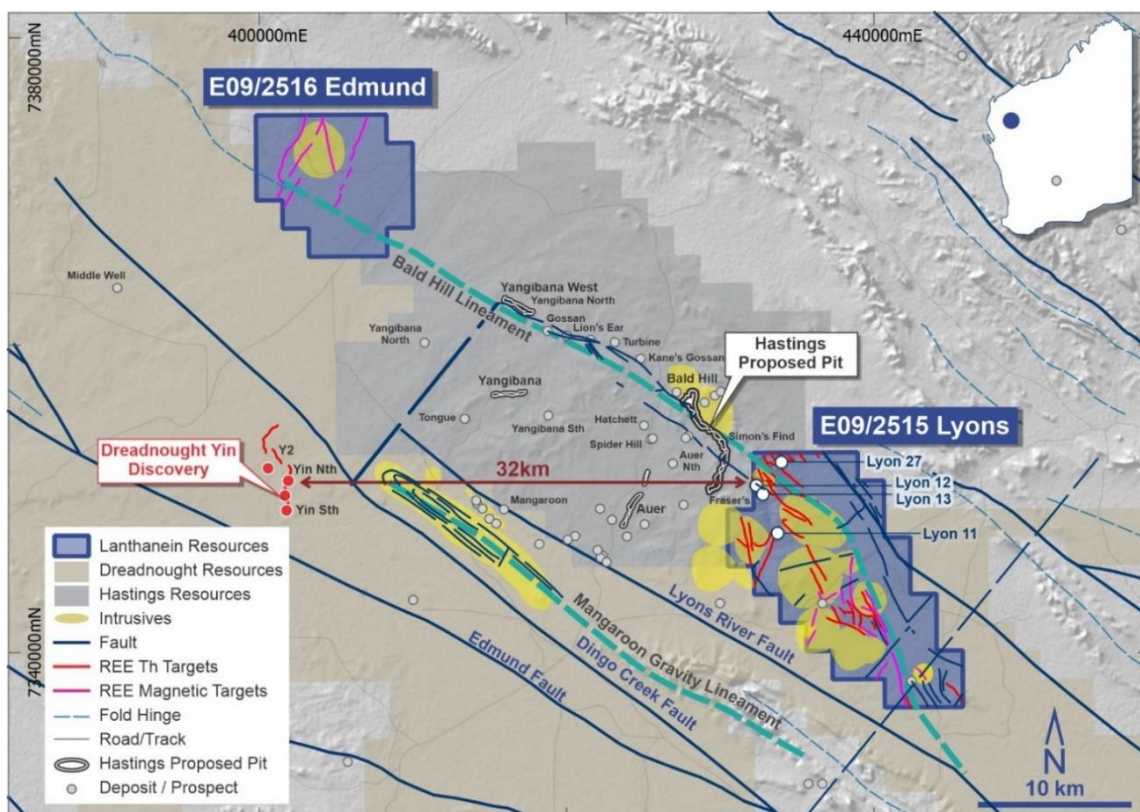 400000mE
440000mE
7380000mN
E09/2516 Edmund
Middle Well
Bald Hill Lineament
Yangibana West
Yangibana North
Gossan
Lion's Ear
Yangibana
North
Turbine
Kane's Gossan
Hastings
Proposed Pit
Bald Hill
Yangibana
Tongue
Yangibana Sth
Hatchett
Spider Hill
Simon's Find
E09/2515 Lyons
Auer
Nth
Y2
Dreadnought Yin
Discovery
Yin Nth
32km
Lyon 27
Lyon 12
Lyon 13
Fraser's
Yin Sth
Mangaroon
Auer
Lyon 11
Lanthanein Resources
Dreadnought Resources
Hastings Resources
Intrusives
Fault
REE Th Targets
REE Magnetic Targets
Fold Hinge
Road/Track
Hastings Proposed Pit
Deposit / Prospect
7340000mN
Lyons River Fault
Mangaroon Gravity Lineament
Edmund Fault
Dingo Creek Fault
N
10 km